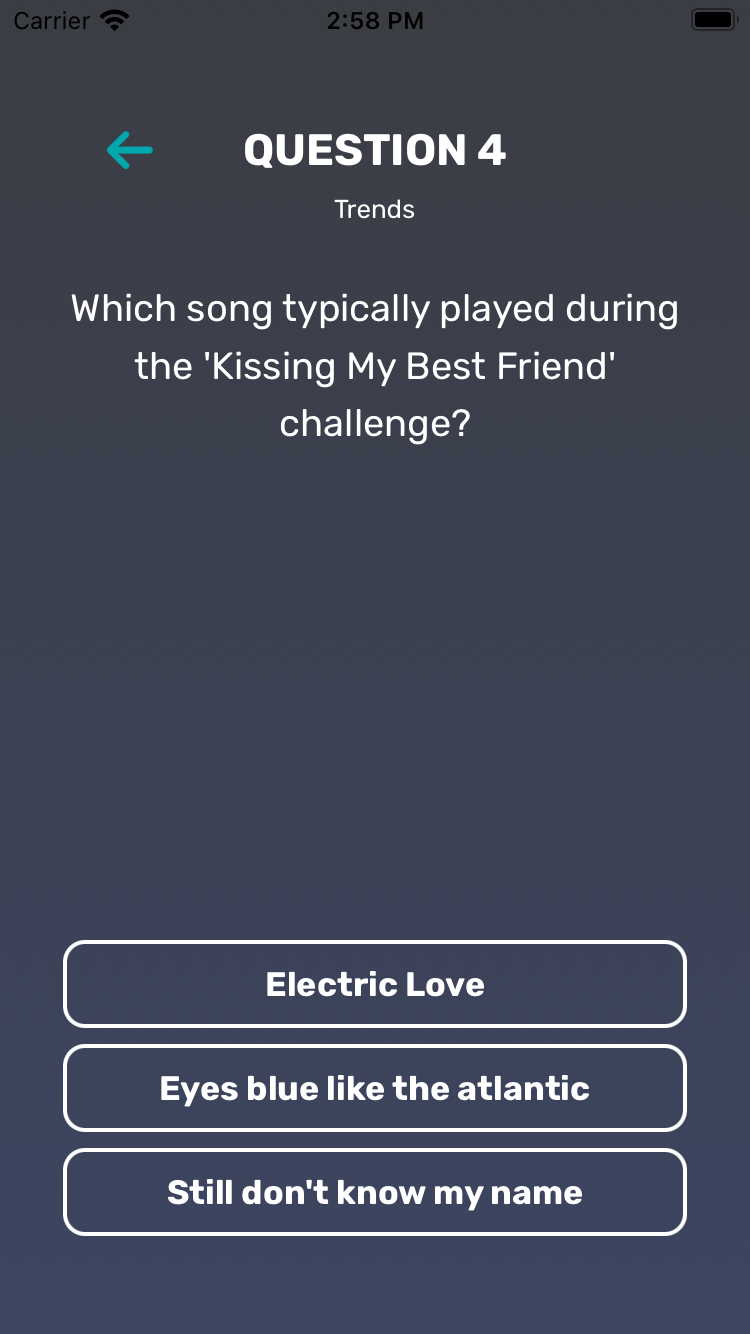 Carrier 2:58 PM
QUESTION 4
Trends
Which song typically played during
the 'Kissing My Best Friend'
challenge?
Electric Love
Eyes blue like the atlantic
Still don't know my name